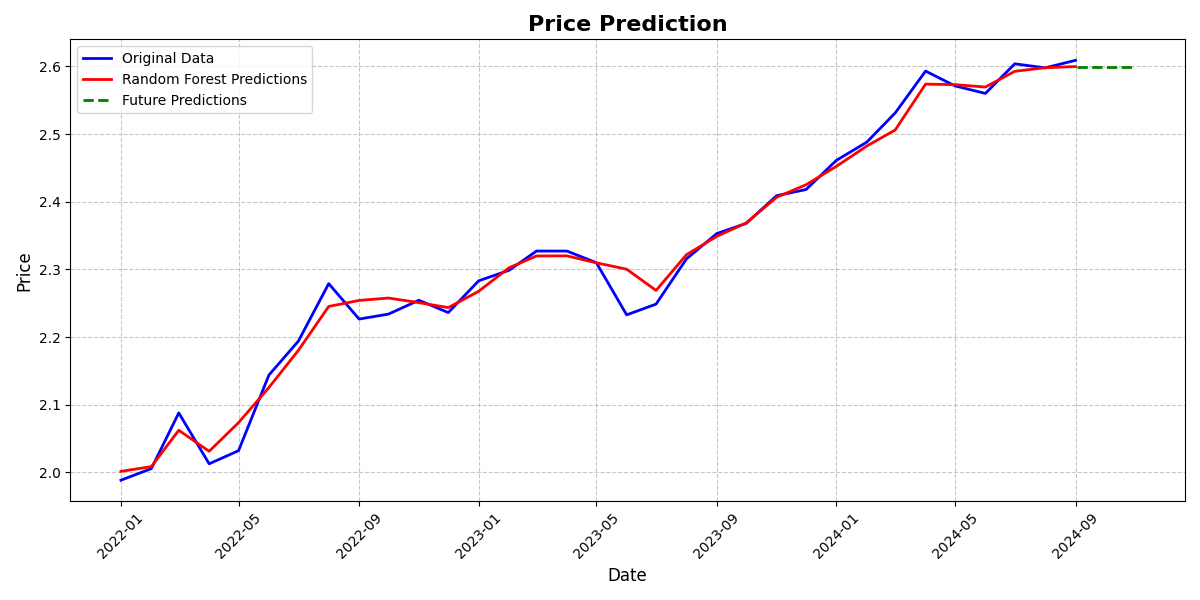 Price Prediction
Original Data
Random Forest Predictions
Future Predictions
Price
2.6
2.5
2.4
2.3
2.2
2.1
2.0
2022-01
2022-05
2022-09
2023-01
2023-05
2023-09
2024-01
2024-05
2024-09
Date